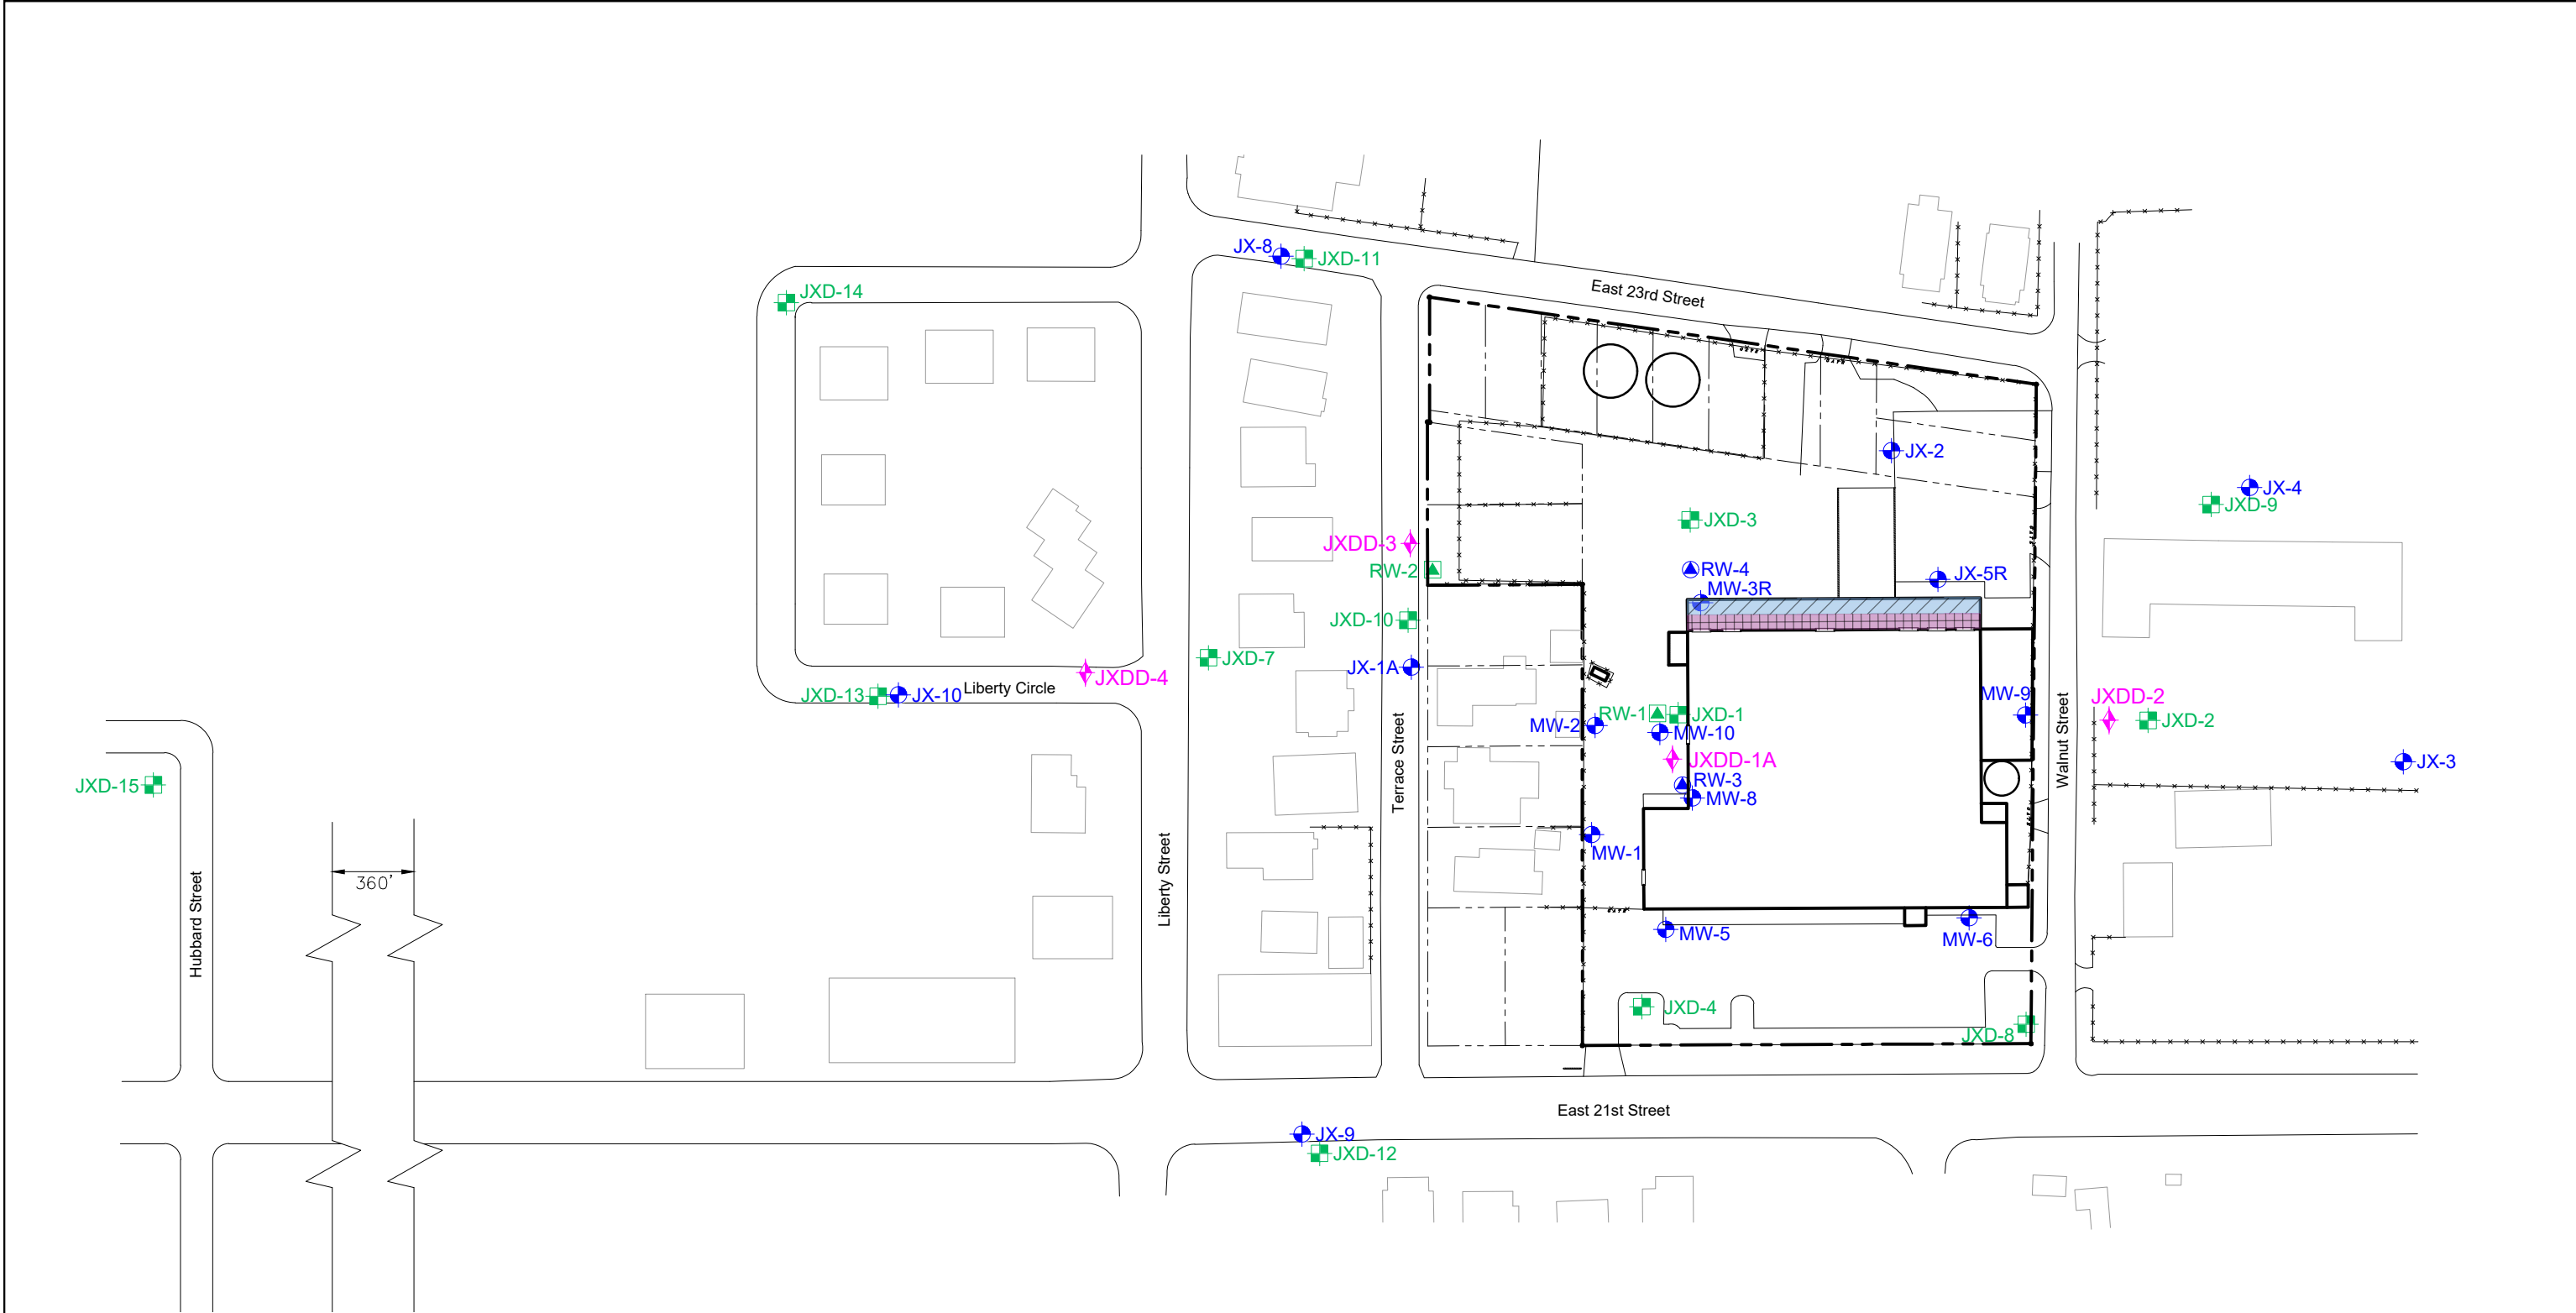 JX-8
JXD-11
JXD-14
East 23rd Street
JX-2
JX-4
JXD-9
JXD-3
JXDD-3
RW-2
RW-4
JX-5R
MW-3R
JXD-10
JXD-7
JX-1A
JXDD-4
Liberty Circle
JXD-13
JX-10
MW-9
JXDD-2
JXD-2
RW-1
JXD-1
MW-2
MW-10
Walnut Street
Terrace Street
JXDD-1A
JX-3
RW-3
JXD-15
MW-8
MW-1
360'
Liberty Street
Hubbard Street
MW-5
MW-6
JXD-4
JXD-8
East 21st Street
JX-9
JXD-12